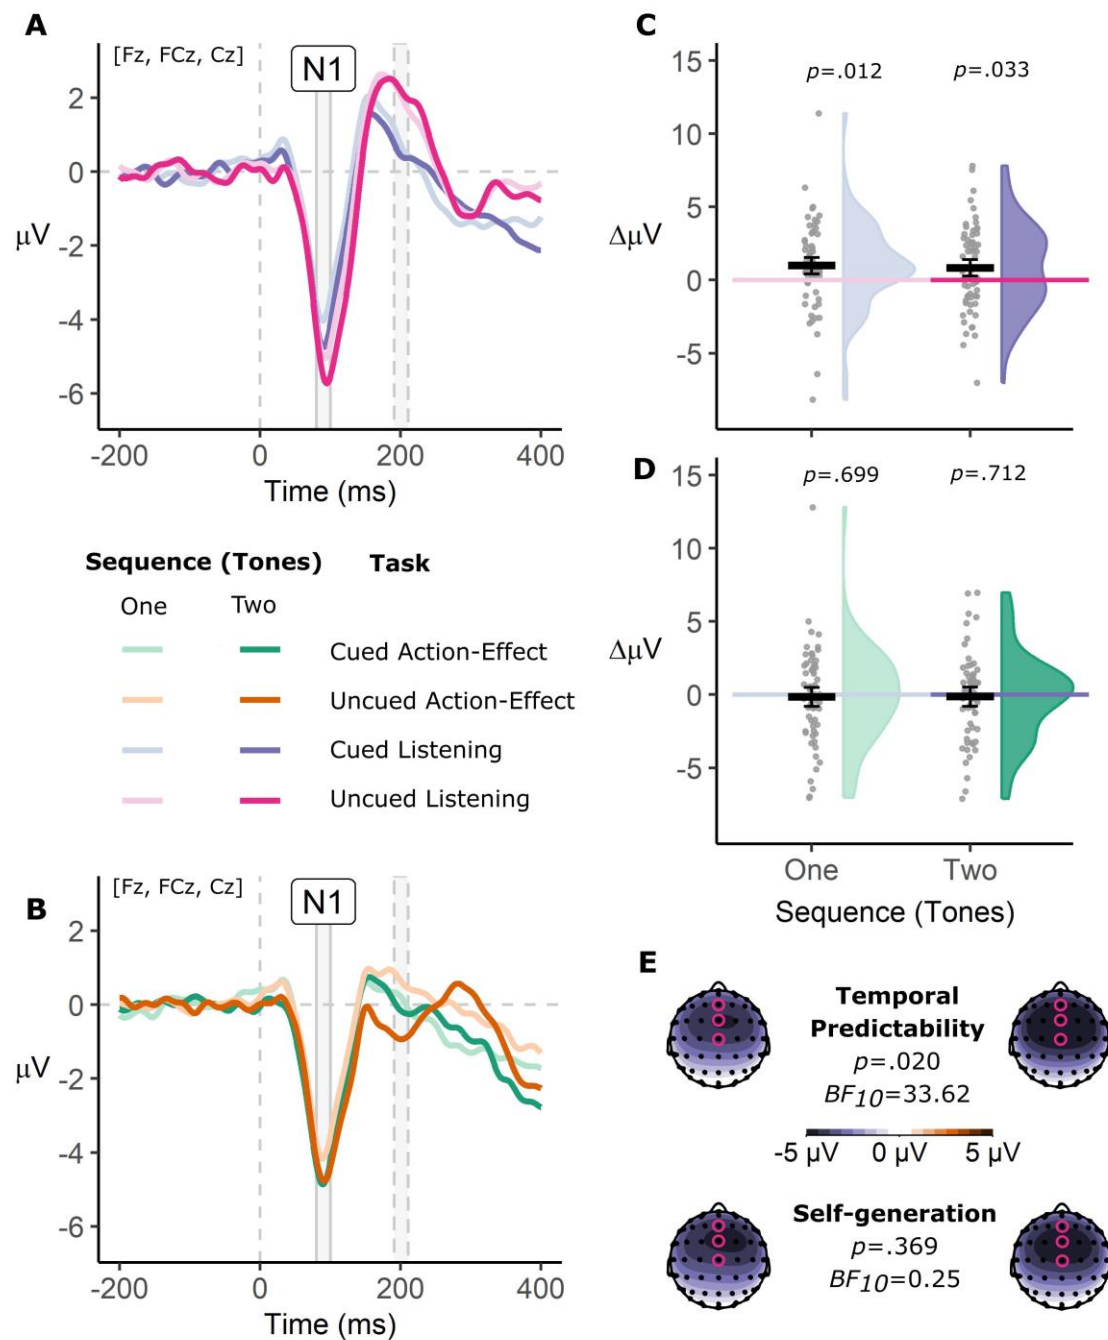 A
[Fz, FCz, Cz]
N1
2
0
-2
-4
-6
μV
-200 0 200 400
Time (ms)
Sequence (Tones) Task
One Two
Cued Action-Effect
Uncued Action-Effect
Cued Listening
Uncued Listening
B
[Fz, FCz, Cz]
N1
2
0
-2
-4
-6
μV
-200 0 200 400
Time (ms)
C
p=.012 p=.033
15
10
5
0
-5
ΔμV
D
p=.699 p=.712
15
10
5
0
-5
ΔμV
One Two
Sequence (Tones)
E
Temporal
Predictability
p=.020
BF10=33.62
-5 μV 0 μV 5 μV
Self-generation
p=.369
BF10=0.25